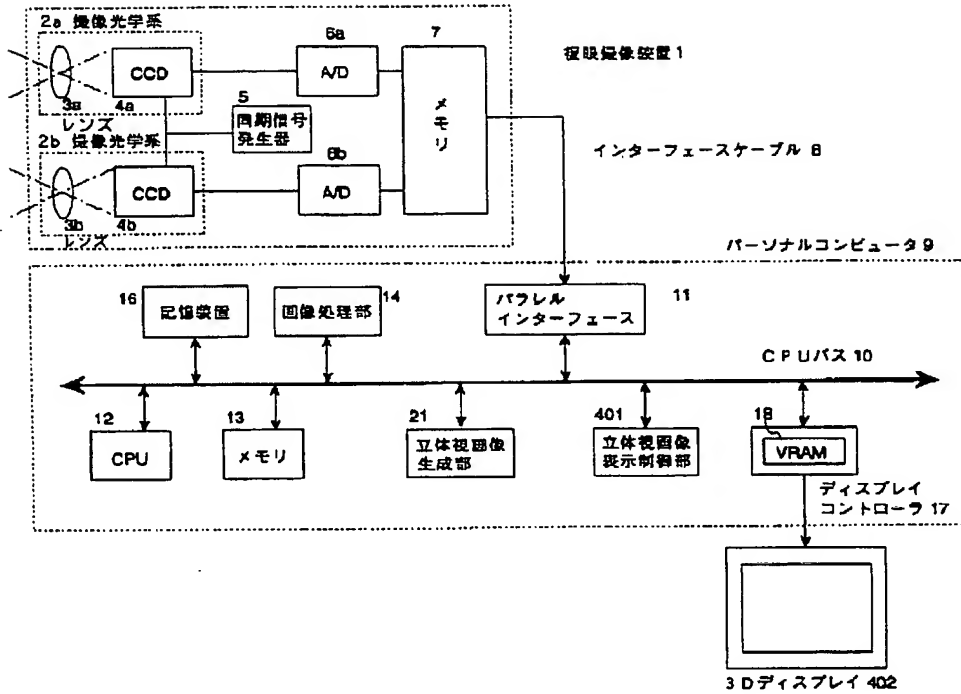 2a 撮像光学系
6a
7
複眼撮像装置 1
CCD
A/D
3a
4a
レンズ
5
同期信号
発生器
メモリ
2b 撮像光学系
6b
インターフェースケーブル 8
CCD
A/D
3b
4b
レンズ
パーソナルコンピュータ 9
16
記憶装置
14
画像処理部
パラレル
インターフェース
11
CPUバス 10
12
CPU
13
メモリ
21
立体視画像
生成部
401
立体視画像
表示制御部
18
VRAM
ディスプレイ
コントローラ 17
3Dディスプレイ 402